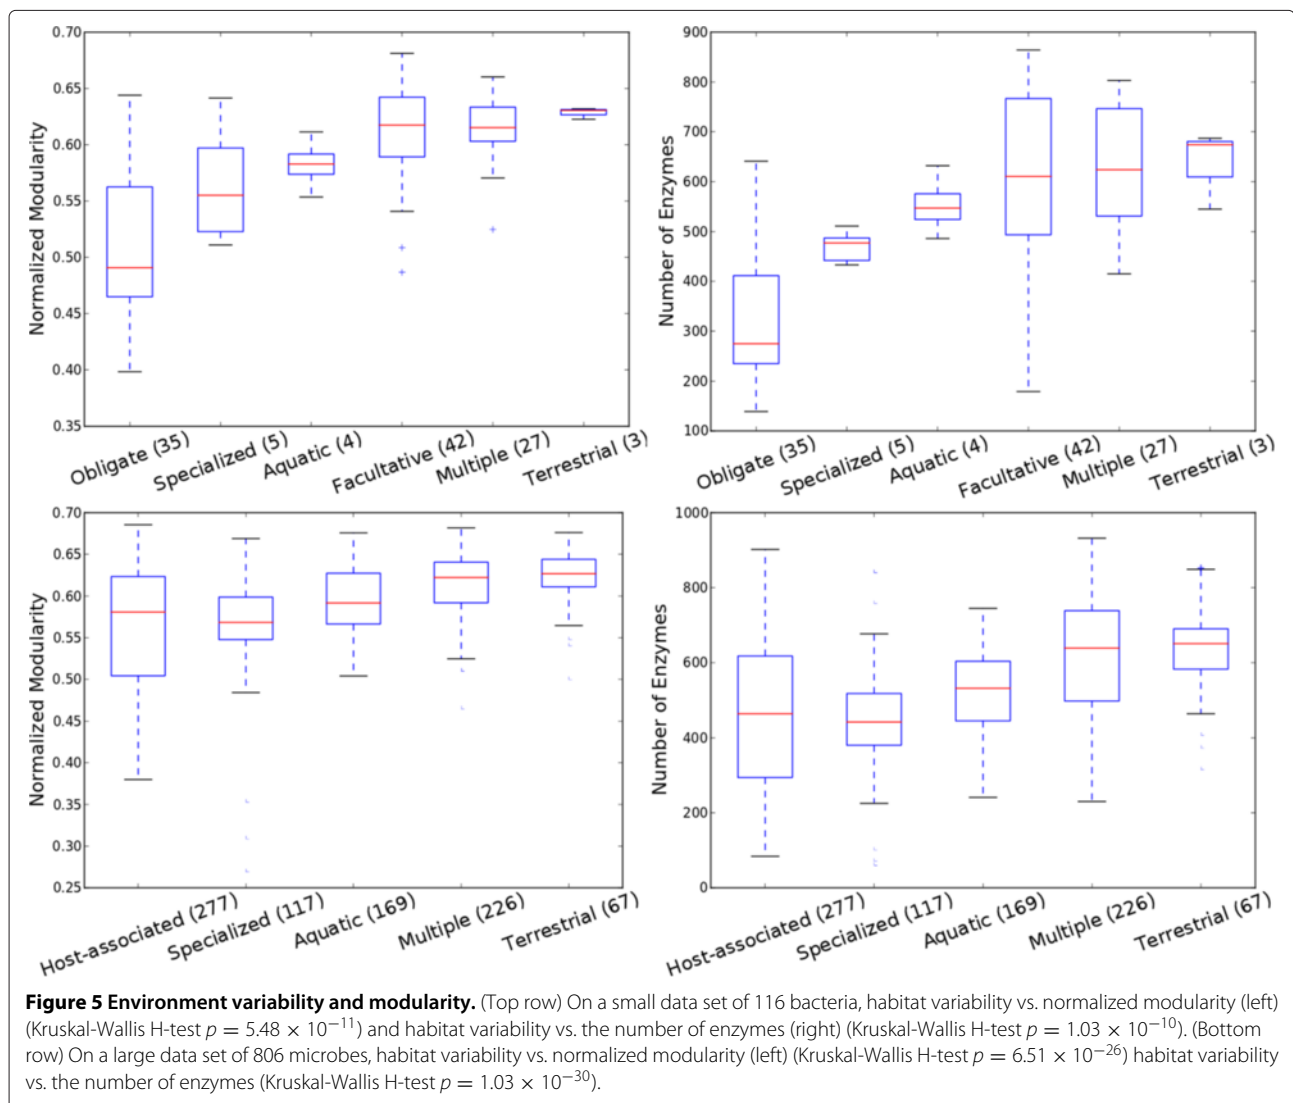 0.70
0.65
0.60
0.55
0.50
0.45
0.40
0.35
Normalized Modularity
Obligate (35)
Specialized (5)
Aquatic (4)
Facultative (42)
Multiple (27)
Terrestrial (3)
900
800
700
600
500
400
300
200
100
Number of Enzymes
Obligate (35)
Specialized (5)
Aquatic (4)
Facultative (42)
Multiple (27)
Terrestrial (3)
0.70
0.65
0.60
0.55
0.50
0.45
0.40
0.35
0.30
0.25
Normalized Modularity
Host-associated (277)
Specialized (117)
Aquatic (169)
Multiple (226)
Terrestrial (67)
1000
800
600
400
200
0
Number of Enzymes
Host-associated (277)
Specialized (117)
Aquatic (169)
Multiple (226)
Terrestrial (67)
Figure 5 Environment variability and modularity. (Top row) On a small data set of 116 bacteria, habitat variability vs. normalized modularity (left)
(Kruskal-Wallis H-test p = 5.48 × 10⁻¹¹) and habitat variability vs. the number of enzymes (right) (Kruskal-Wallis H-test p = 1.03 × 10⁻¹⁰). (Bottom
row) On a large data set of 806 microbes, habitat variability vs. normalized modularity (left) (Kruskal-Wallis H-test p = 6.51 × 10⁻²⁶) habitat variability
vs. the number of enzymes (Kruskal-Wallis H-test p = 1.03 × 10⁻³⁰).